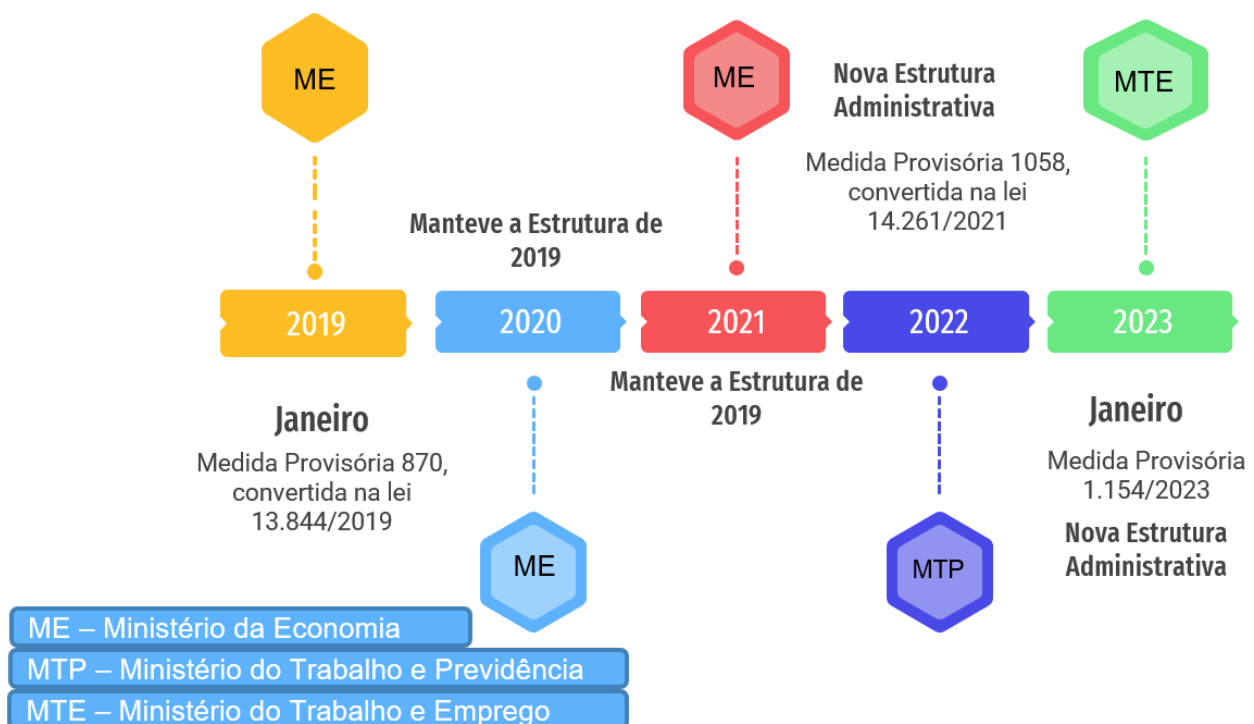 ME
ME
Nova Estrutura
Administrativa
Medida Provisória 1058,
convertida na lei
14.261/2021
MTE
Manteve a Estrutura de
2019
2019
2020
2021
2022
2023
Janeiro
Medida Provisória 870,
convertida na lei
13.844/2019
ME
Manteve a Estrutura de
2019
MTP
Janeiro
Medida Provisória
1.154/2023
Nova Estrutura
Administrativa
ME – Ministério da Economia
MTP – Ministério do Trabalho e Previdência
MTE – Ministério do Trabalho e Emprego